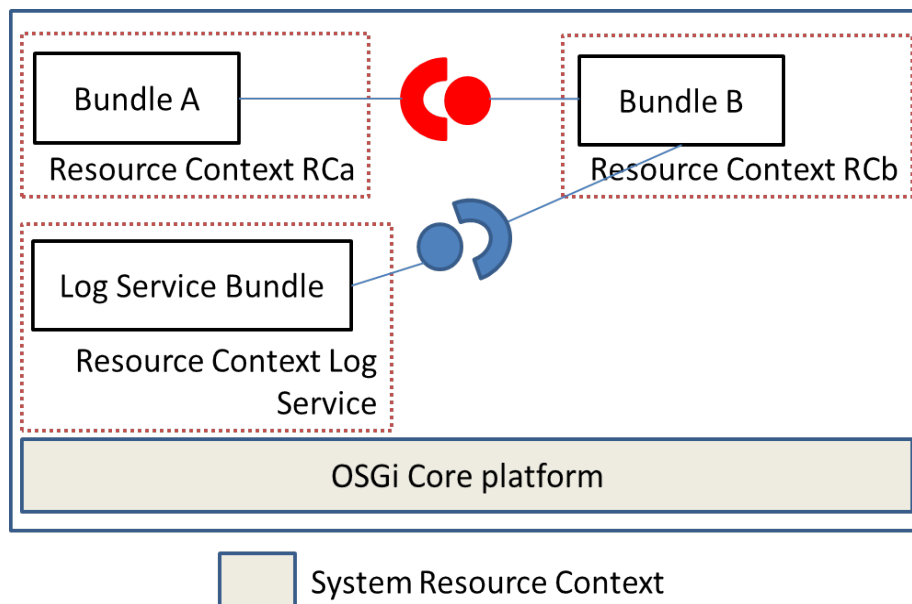 Bundle A
Bundle B
Resource Context RCa
Resource Context RCb
Log Service Bundle
Resource Context Log
Service
OSGi Core platform
System Resource Context